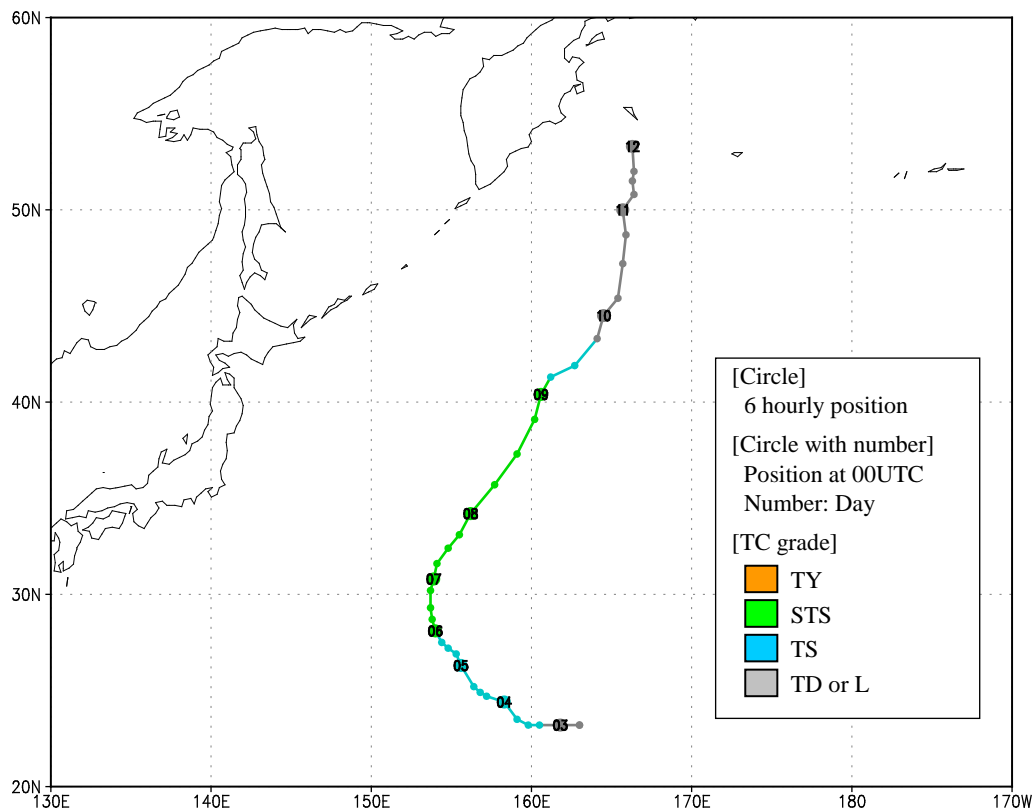 60N
12
50N
11
10
[Circle]
6 hourly position
09
40N
[Circle with number]
Position at 00UTC
Number: Day
08
[TC grade]
TY
07
30N
STS
06
TS
05
TD or L
04
03
20N
130E 140E 150E 160E 170E 180 170W